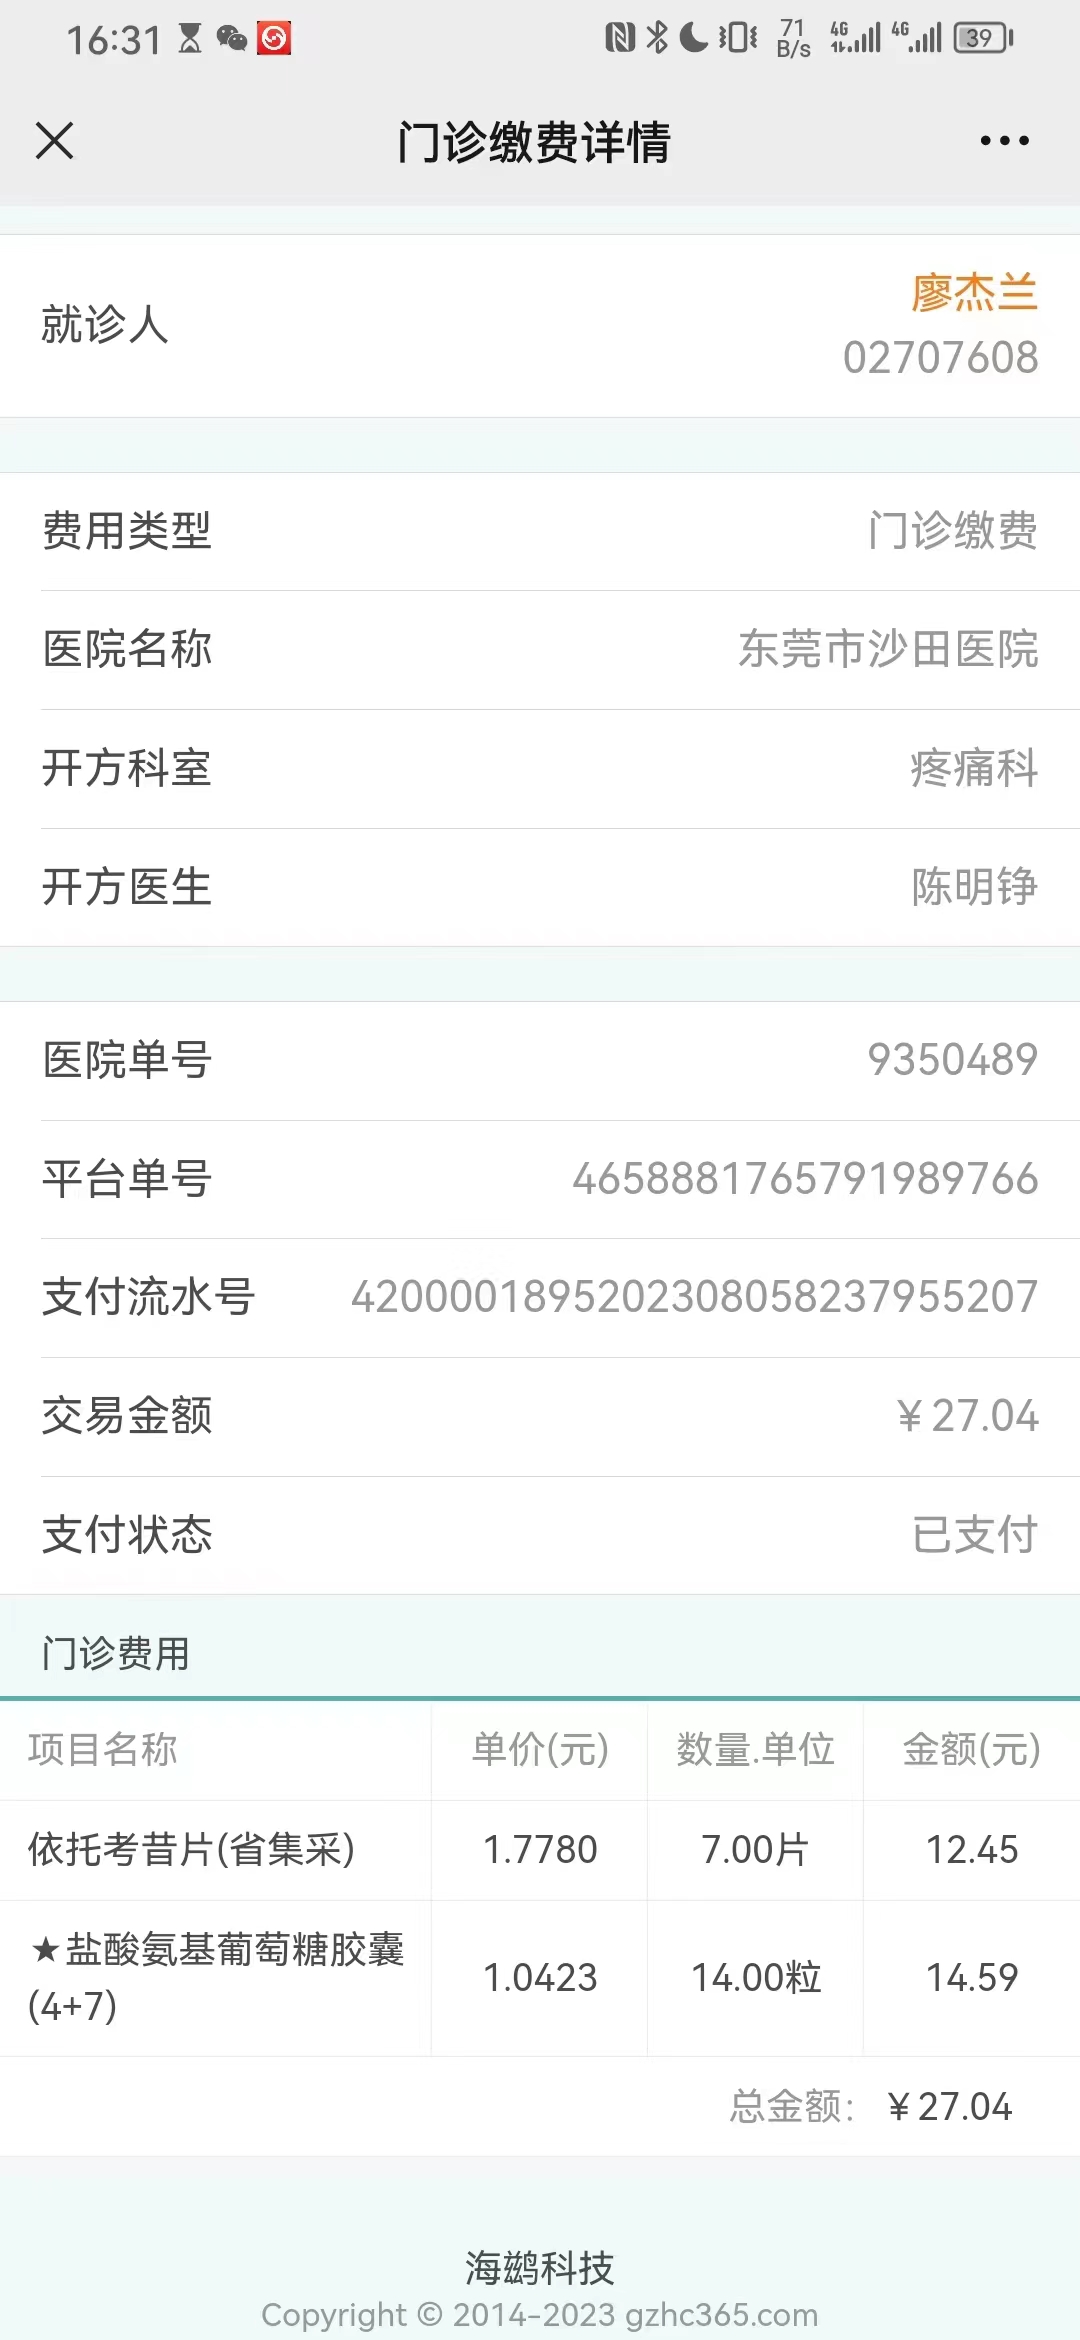 16:31
71
B/s
4G
4G
39
门诊缴费详情
就诊人
廖杰兰
02707608
费用类型 门诊缴费
医院名称 东莞市沙田医院
开方科室 疼痛科
开方医生 陈明铮
医院单号 9350489
平台单号 4658881765791989766
支付流水号 4200001895202308058237955207
交易金额 ￥27.04
支付状态 已支付
门诊费用
项目名称 单价(元) 数量.单位 金额(元)
依托考昔片(省集采) 1.7780 7.00片 12.45
★盐酸氨基葡萄糖胶囊
(4+7) 1.0423 14.00粒 14.59
总金额: ￥27.04
海鹚科技
Copyright © 2014-2023 gzhc365.com